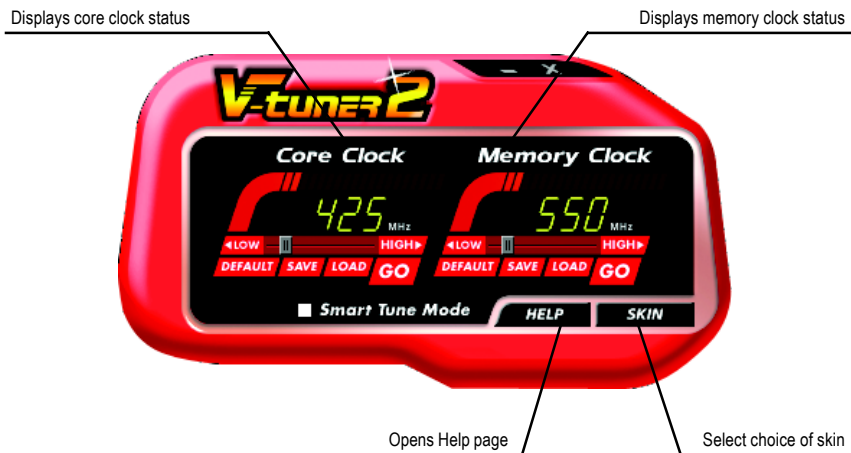 Displays core clock status
Displays memory clock status
V-TUNER 2
Core Clock
Memory Clock
425 MHz
550 MHz
LOW HIGH
LOW HIGH
DEFAULT SAVE LOAD GO
DEFAULT SAVE LOAD GO
Smart Tune Mode
HELP
SKIN
Opens Help page
Select choice of skin